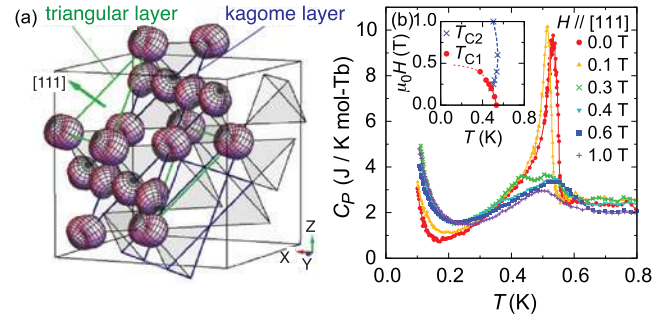 (a)
triangular layer
kagome layer
[111]
Z
X
Y
(b)
H // [111]
0.0 T
0.1 T
0.3 T
0.4 T
0.6 T
1.0 T
C_P (J / K mol-Tb)
10
8
6
4
2
0
0.0
0.2
0.4
0.6
0.8
T (K)
T_C2
T_C1
μ₀H (T)
1.0
0.5
0.0
0
0.5
1
T (K)